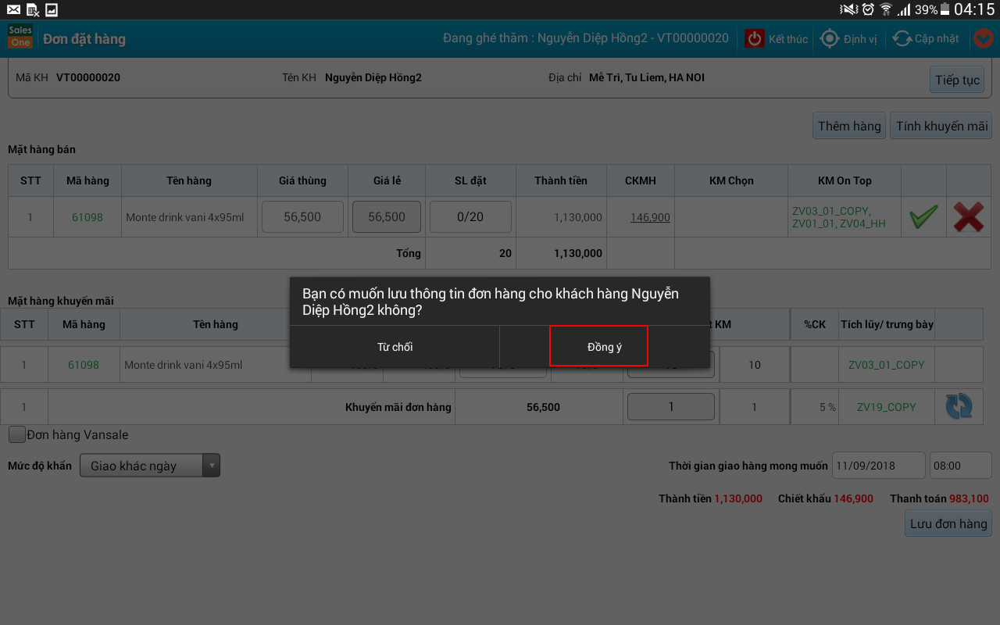 39% 04:15
Sales One
Đơn đặt hàng
Đang ghé thăm : Nguyễn Diệp Hồng2 - VT00000020
Kết thúc
Định vị
Cập nhật
Mã KH VT00000020
Tên KH Nguyễn Diệp Hồng2
Địa chỉ Mễ Trì, Tu Liem, HA NOI
Tiếp tục
Thêm hàng
Tính khuyến mãi
Mặt hàng bán
STT Mã hàng Tên hàng Giá thùng Giá lẻ SL đặt Thành tiền CKMH KM Chọn KM On Top
1 61098 Monte drink vani 4x95ml 56,500 56,500 0/20 1,130,000 146,900 ZV03_01_COPY,
ZV01_01, ZV04_HH
Tổng 20 1,130,000
Bạn có muốn lưu thông tin đơn hàng cho khách hàng Nguyễn
Diệp Hồng2 không?
Từ chối
Đồng ý
Mặt hàng khuyến mãi
STT Mã hàng Tên hàng KM %CK Tích lũy/ trưng bày
1 61098 Monte drink vani 4x95ml 10 ZV03_01_COPY
1 Khuyến mãi đơn hàng 56,500 1 1 5 % ZV19_COPY
Đơn hàng Vansale
Mức độ khẩn Giao khác ngày
Thời gian giao hàng mong muốn 11/09/2018 08:00
Thành tiền 1,130,000 Chiết khấu 146,900 Thanh toán 983,100
Lưu đơn hàng